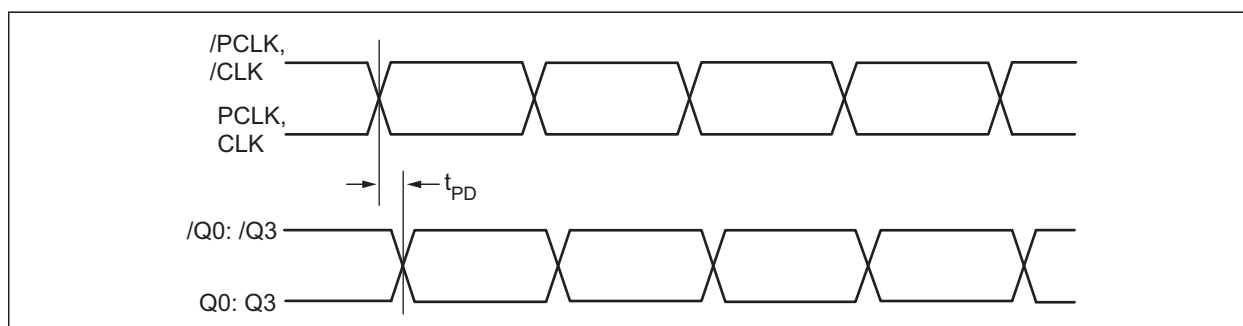 /PCLK,
/CLK
PCLK,
CLK
tPD
/Q0: /Q3
Q0: Q3